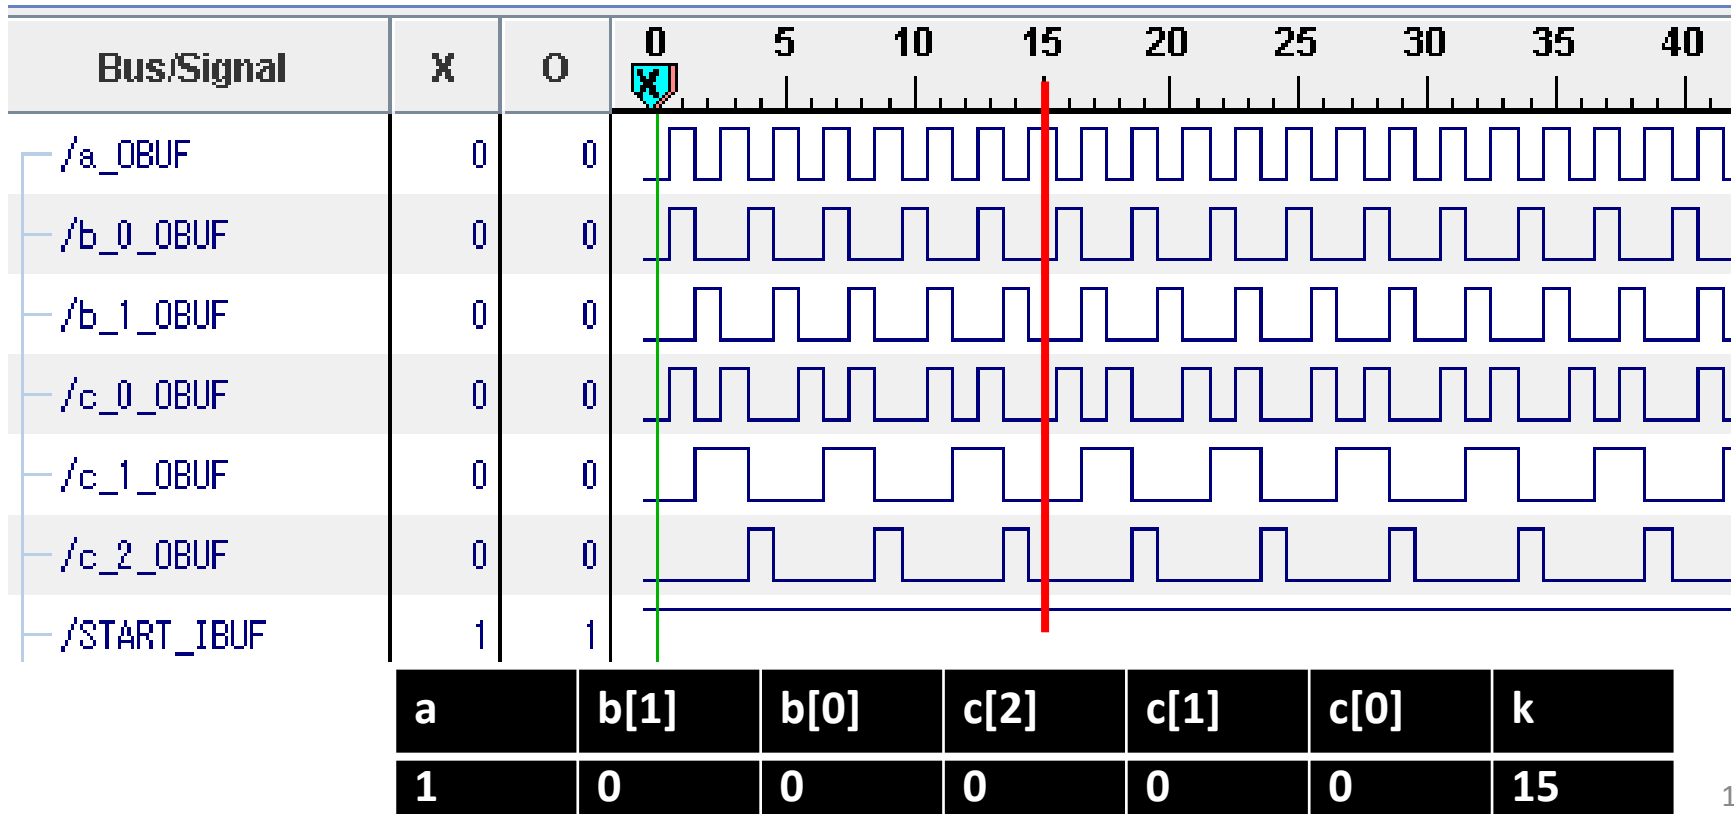 Bus/Signal X O 0 5 10 15 20 25 30 35 40
X
/a_OBUF 0 0
/b_0_OBUF 0 0
/b_1_OBUF 0 0
/c_0_OBUF 0 0
/c_1_OBUF 0 0
/c_2_OBUF 0 0
/START_IBUF 1 1
a b[1] b[0] c[2] c[1] c[0] k
1 0 0 0 0 0 15
1